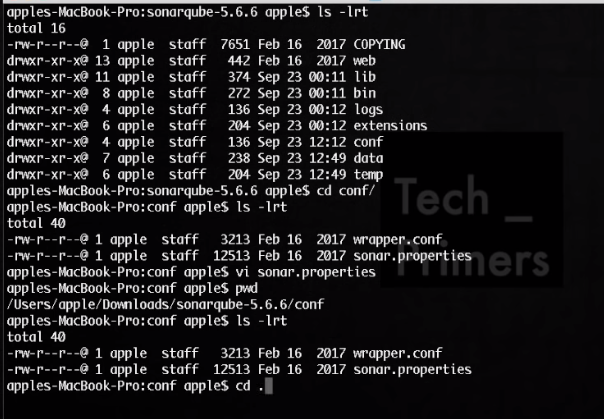 apples-MacBook-Pro:sonarqube-5.6.6 apple$ ls -lrt
total 16
-rw-r--r--@  1 apple  staff  7651 Feb 16  2017 COPYING
drwxr-xr-x@ 13 apple  staff   442 Feb 16  2017 web
drwxr-xr-x@ 11 apple  staff   374 Sep 23 00:11 lib
drwxr-xr-x@  8 apple  staff   272 Sep 23 00:11 bin
drwxr-xr-x@  4 apple  staff   136 Sep 23 00:12 logs
drwxr-xr-x@  6 apple  staff   204 Sep 23 00:12 extensions
drwxr-xr-x@  4 apple  staff   136 Sep 23 12:12 conf
drwxr-xr-x@  7 apple  staff   238 Sep 23 12:49 data
drwxr-xr-x@  6 apple  staff   204 Sep 23 12:49 temp
apples-MacBook-Pro:sonarqube-5.6.6 apple$ cd conf/
apples-MacBook-Pro:conf apple$ ls -lrt
total 40
-rw-r--r--@ 1 apple  staff   3213 Feb 16  2017 wrapper.conf
-rw-r--r--@ 1 apple  staff  12513 Feb 16  2017 sonar.properties
apples-MacBook-Pro:conf apple$ vi sonar.properties
apples-MacBook-Pro:conf apple$ pwd
/Users/apple/Downloads/sonarqube-5.6.6/conf
apples-MacBook-Pro:conf apple$ ls -lrt
total 40
-rw-r--r--@ 1 apple  staff   3213 Feb 16  2017 wrapper.conf
-rw-r--r--@ 1 apple  staff  12513 Feb 16  2017 sonar.properties
apples-MacBook-Pro:conf apple$ cd .
Tech _
Primers